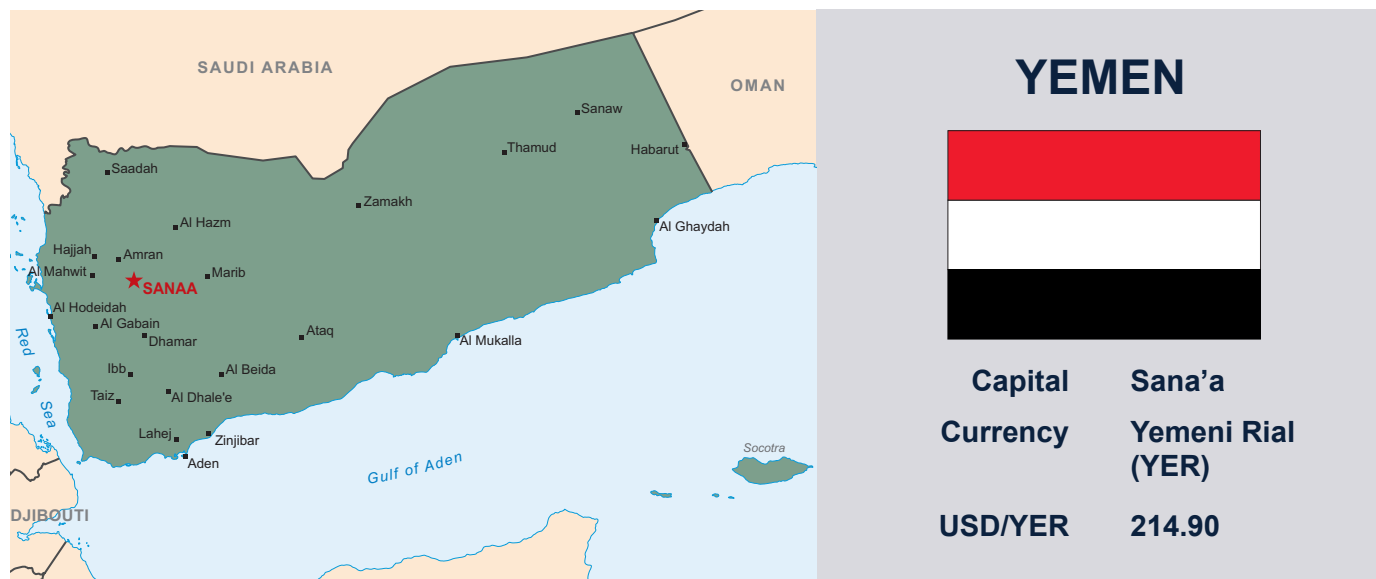 SAUDI ARABIA
OMAN
Sanaw
Thamud
Habarut
Saadah
Zamakh
Al Hazm
Al Ghaydah
Hajjah
Amran
Al Mahwit
Marib
SANAA
Al Hodeidah
Al Gabain
Dhamar
Ataq
Al Mukalla
Red Sea
Ibb
Al Beida
Taiz
Al Dhale'e
Lahej
Zinjibar
Aden
Gulf of Aden
Socotra
DJIBOUTI
YEMEN
Capital Sana’a
Currency Yemeni Rial
(YER)
USD/YER 214.90